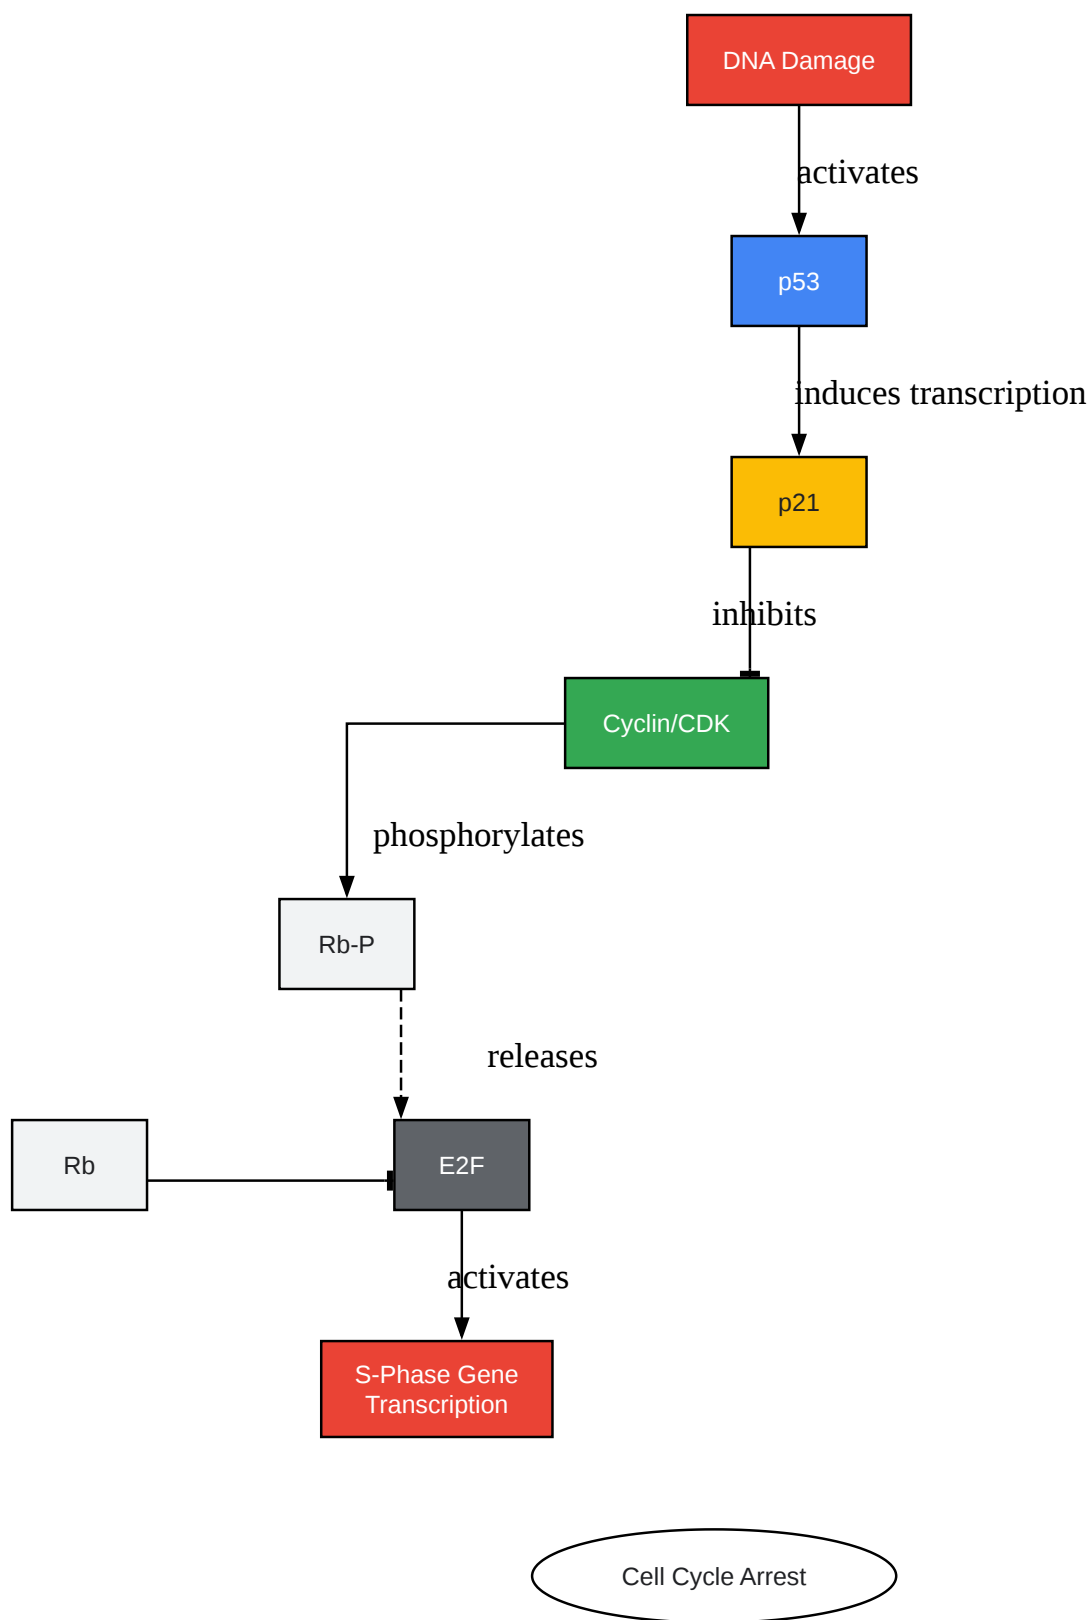 DNA Damage
activates
p53
induces transcription
p21
inhibits
Cyclin/CDK
phosphorylates
Rb-P
releases
Rb
E2F
activates
S-Phase Gene
Transcription
Cell Cycle Arrest